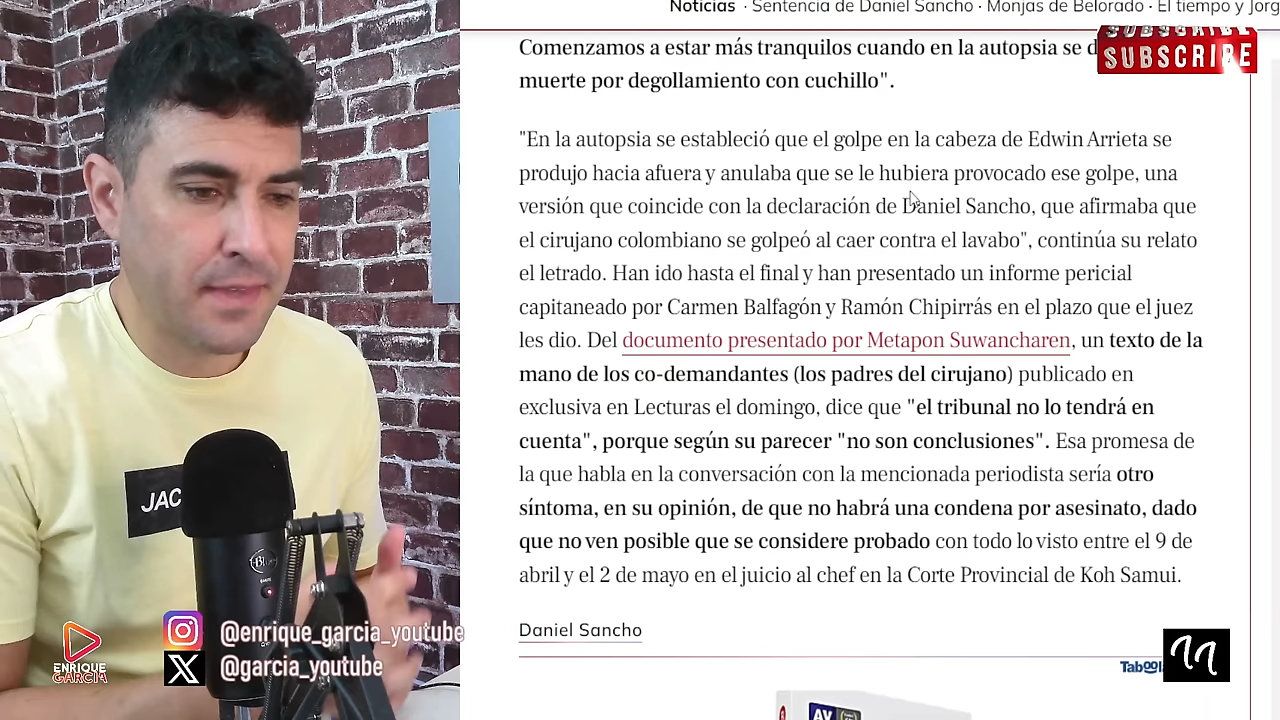 Noticias · Sentencia de Daniel Sancho · Monjas de Belorado · El tiempo y Jorg
SUBSCRIBE
SUBSCRIBE
Comenzamos a estar más tranquilos cuando en la autopsia se d
muerte por degollamiento con cuchillo".
"En la autopsia se estableció que el golpe en la cabeza de Edwin Arrieta se
produjo hacia afuera y anulaba que se le hubiera provocado ese golpe, una
versión que coincide con la declaración de Daniel Sancho, que afirmaba que
el cirujano colombiano se golpeó al caer contra el lavabo", continúa su relato
el letrado. Han ido hasta el final y han presentado un informe pericial
capitaneado por Carmen Balfagón y Ramón Chipirrás en el plazo que el juez
les dio. Del documento presentado por Metapon Suwancharen, un texto de la
mano de los co-demandantes (los padres del cirujano) publicado en
exclusiva en Lecturas el domingo, dice que "el tribunal no lo tendrá en
cuenta", porque según su parecer "no son conclusiones". Esa promesa de
la que habla en la conversación con la mencionada periodista sería otro
síntoma, en su opinión, de que no habrá una condena por asesinato, dado
que no ven posible que se considere probado con todo lo visto entre el 9 de
abril y el 2 de mayo en el juicio al chef en la Corte Provincial de Koh Samui.
Daniel Sancho
Taboola
AV
JAC
Blue
ENRIQUE
GARCIA
@enrique_garcia_youtube
@garcia_youtube